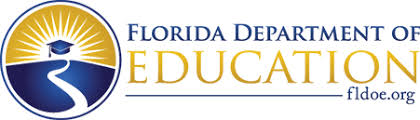 FLORIDA DEPARTMENT OF
EDUCATION
fldoe.org